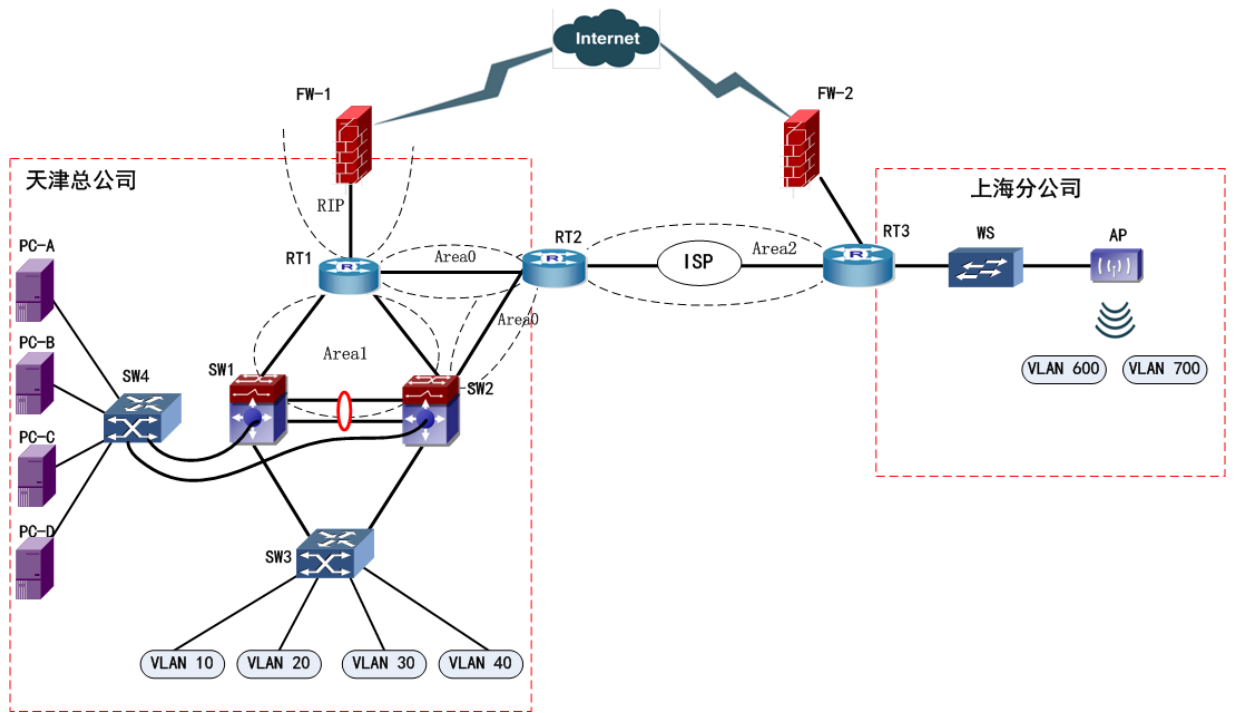 Internet
FW-1
FW-2
天津总公司
上海分公司
RIP
PC-A
RT1
Area0
RT2
ISP
Area2
RT3
WS
AP
R
R
R
Area0
PC-B
Area1
SW1
SW2
VLAN 600
VLAN 700
SW4
PC-C
PC-D
SW3
VLAN 10
VLAN 20
VLAN 30
VLAN 40